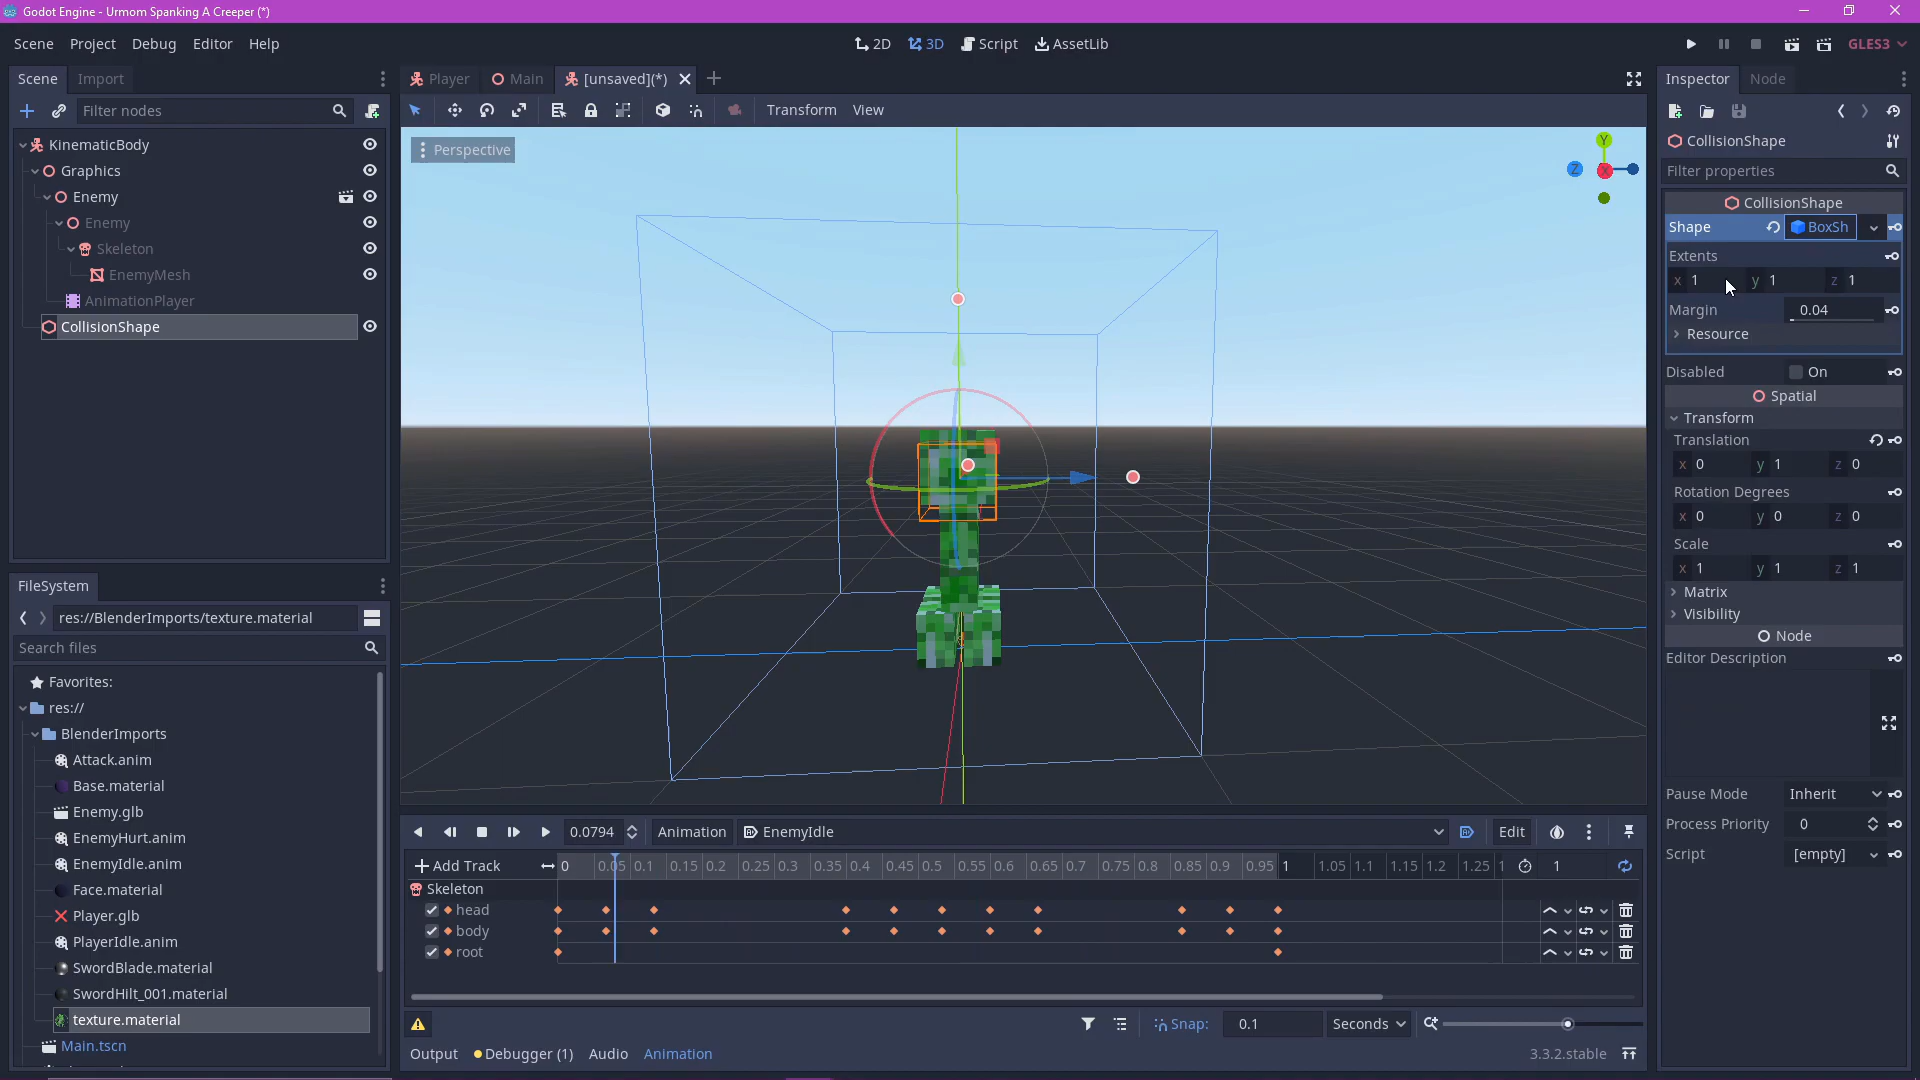 Godot Engine - Urmom Spanking A Creeper (*)
Scene Project Debug Editor Help
2D 3D Script AssetLib
GLES3
Scene Import
Filter nodes
KinematicBody
Graphics
Enemy
Enemy
Skeleton
EnemyMesh
AnimationPlayer
CollisionShape
FileSystem
res://BlenderImports/texture.material
Search files
Favorites:
res://
BlenderImports
Attack.anim
Base.material
Enemy.glb
EnemyHurt.anim
EnemyIdle.anim
Face.material
Player.glb
PlayerIdle.anim
SwordBlade.material
SwordHilt_001.material
texture.material
Main.tscn
Player Main [unsaved](*)
Transform View
Perspective
Y
Z
X
0.0794 Animation EnemyIdle Edit
Add Track 0 0.05 0.1 0.15 0.2 0.25 0.3 0.35 0.4 0.45 0.5 0.55 0.6 0.65 0.7 0.75 0.8 0.85 0.9 0.95 1 1.05 1.1 1.15 1.2 1.25 1 1
Skeleton
head
body
root
Snap: 0.1 Seconds
Output Debugger (1) Audio Animation 3.3.2.stable
Inspector Node
CollisionShape
Filter properties
CollisionShape
Shape BoxSh
Extents
x 1 y 1 z 1
Margin 0.04
Resource
Disabled On
Spatial
Transform
Translation
x 0 y 1 z 0
Rotation Degrees
x 0 y 0 z 0
Scale
x 1 y 1 z 1
Matrix
Visibility
Node
Editor Description
Pause Mode Inherit
Process Priority 0
Script [empty]